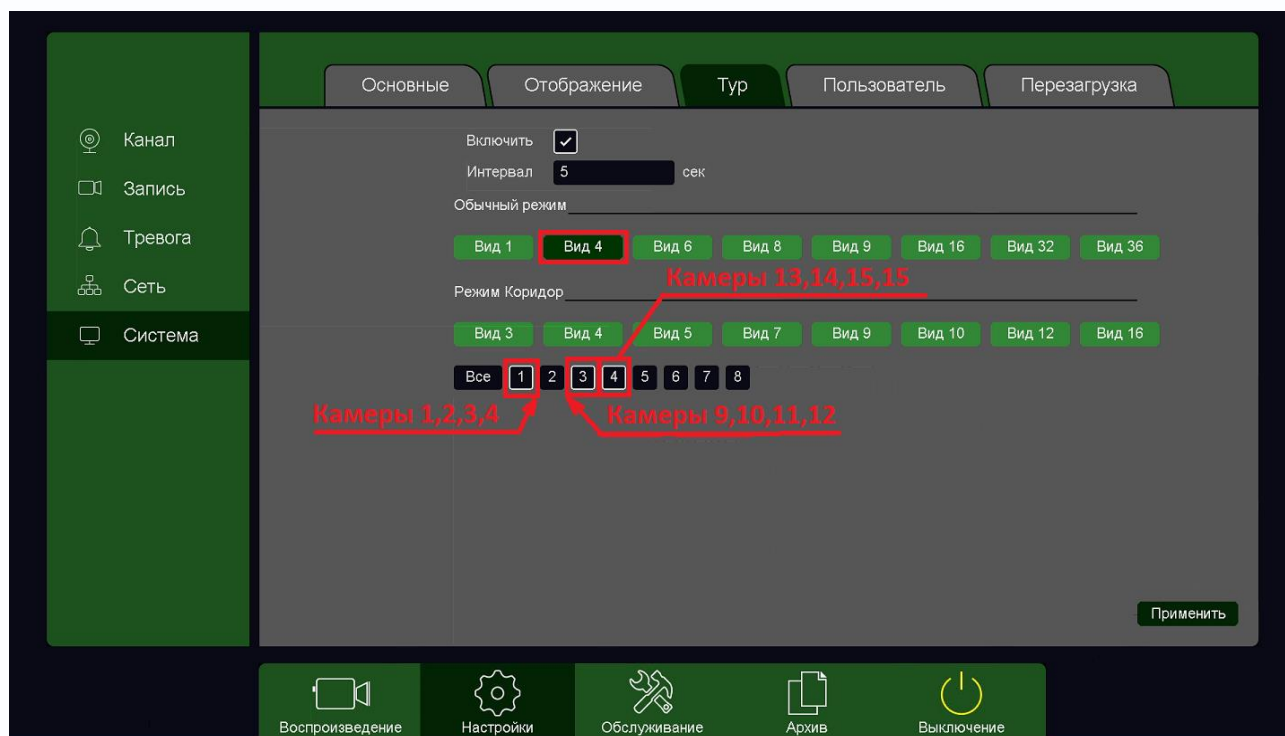 Основные Отображение Тур Пользователь Перезагрузка
Канал
Запись
Тревога
Сеть
Система
Включить
Интервал 5 сек
Обычный режим
Вид 1 Вид 4 Вид 6 Вид 8 Вид 9 Вид 16 Вид 32 Вид 36
Камеры 13,14,15,15
Режим Коридор
Вид 3 Вид 4 Вид 5 Вид 7 Вид 9 Вид 10 Вид 12 Вид 16
Все 1 2 3 4 5 6 7 8
Камеры 1,2,3,4 Камеры 9,10,11,12
Применить
Воспроизведение Настройки Обслуживание Архив Выключение